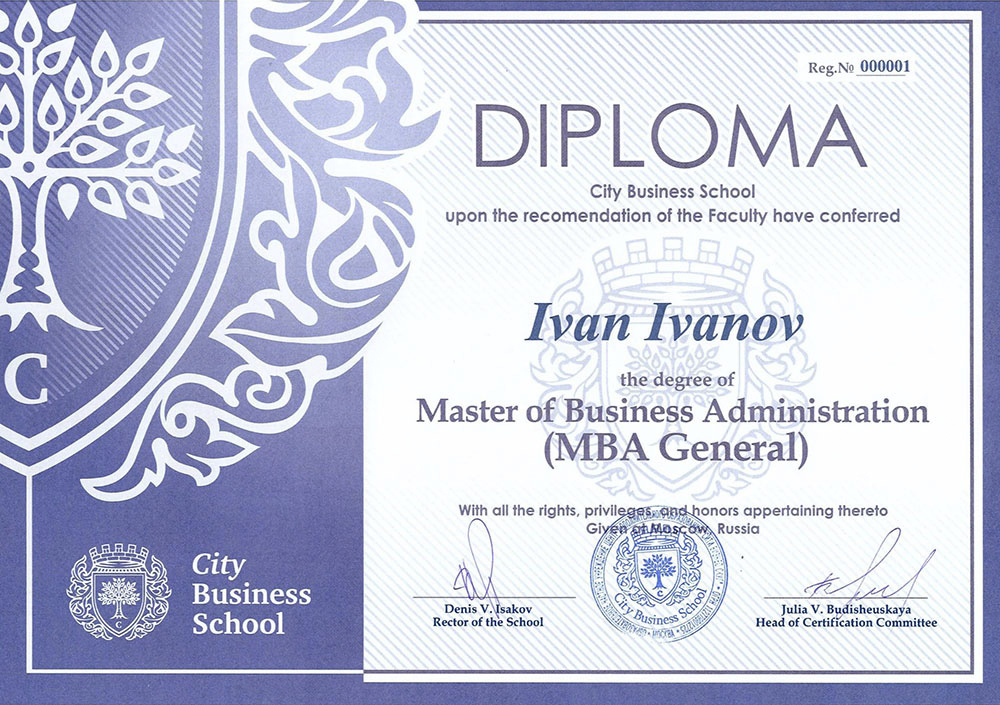 Reg.№ 000001
DIPLOMA
City Business School
upon the recomendation of the Faculty have conferred
Ivan Ivanov
the degree of
Master of Business Administration
(MBA General)
With all the rights, privileges, and honors appertaining thereto
Given at Moscow, Russia
Denis V. Isakov
Rector of the School
City Business School
МОСКВА
Julia V. Budisheuskaya
Head of Certification Committee
C
City
Business
School
C